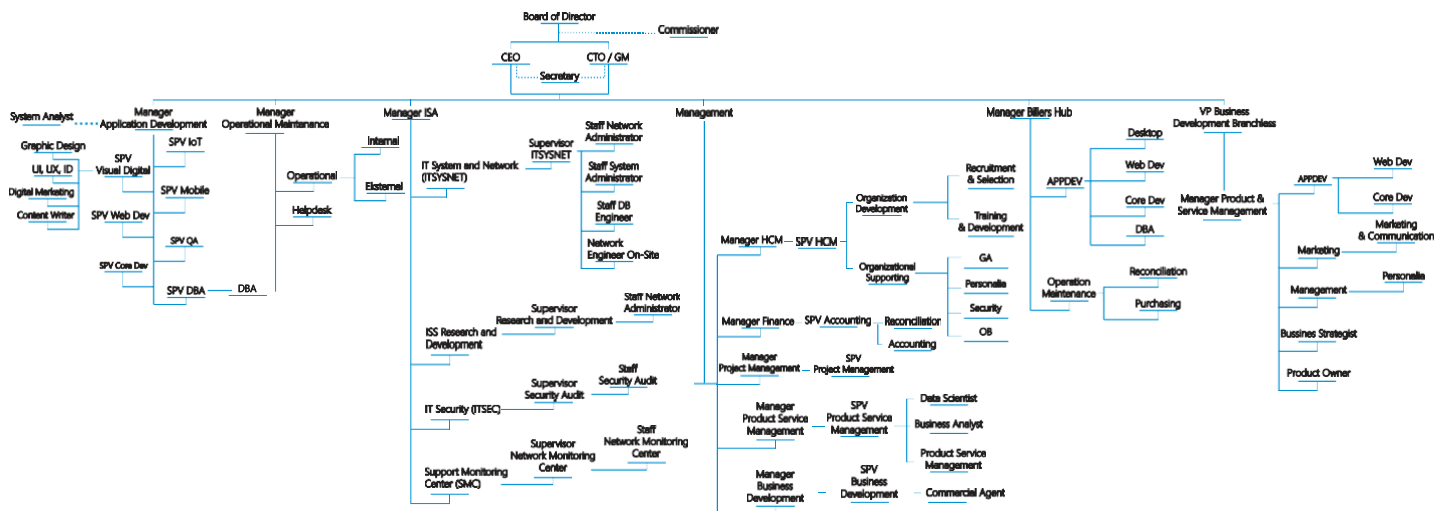 Board of Director
Commissioner
CEO
CTO / GM
Secretary
System Analyst
Manager
Application Development
Graphic Design
UI, UX, ID
Digital Marketing
Content Writer
SPV
Visual Digital
SPV IoT
SPV Mobile
SPV Web Dev
SPV QA
SPV Core Dev
SPV DBA
DBA
Manager
Operational Maintenance
Operational
Internal
Eksternal
Helpdesk
Manager ISA
IT System and Network
(ITSYSNET)
Supervisor
ITSYSNET
Staff Network
Administrator
Staff System
Administrator
Staff DB
Engineer
Network
Engineer On-Site
ISS Research and
Development
Supervisor
Research and Development
Staff Network
Administrator
IT Security (ITSEC)
Supervisor
Security Audit
Staff
Security Audit
Support Monitoring
Center (SMC)
Supervisor
Network Monitoring
Center
Staff
Network Monitoring
Center
Management
Manager HCM
SPV HCM
Organization
Development
Recruitment
& Selection
Training
& Development
Organizational
Supporting
GA
Personalia
Security
OB
Manager Finance
SPV Accounting
Reconciliation
Accounting
Manager
Project Management
SPV
Project Management
Manager
Product Service
Management
SPV
Product Service
Management
Data Scientist
Business Analyst
Product Service
Management
Manager
Business
Development
SPV
Business
Development
Commercial Agent
Manager Billers Hub
APPDEV
Desktop
Web Dev
Core Dev
DBA
Operation
Maintenance
Reconciliation
Purchasing
VP Business
Development Branchless
Manager Product &
Service Management
APPDEV
Web Dev
Core Dev
Marketing
Marketing
& Communication
Management
Personalia
Bussines Strategist
Product Owner